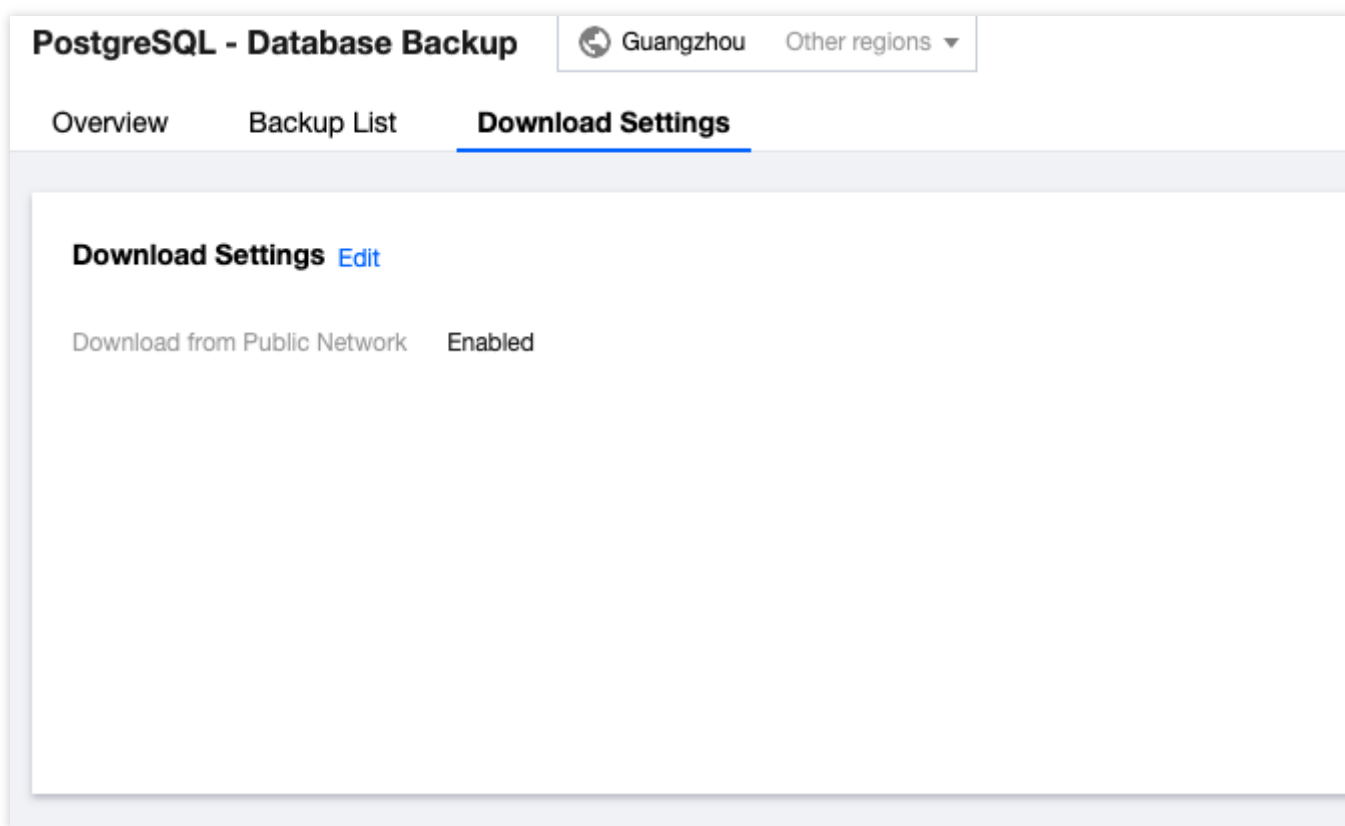 PostgreSQL - Database Backup Guangzhou Other regions
Overview Backup List Download Settings
Download Settings Edit
Download from Public Network Enabled